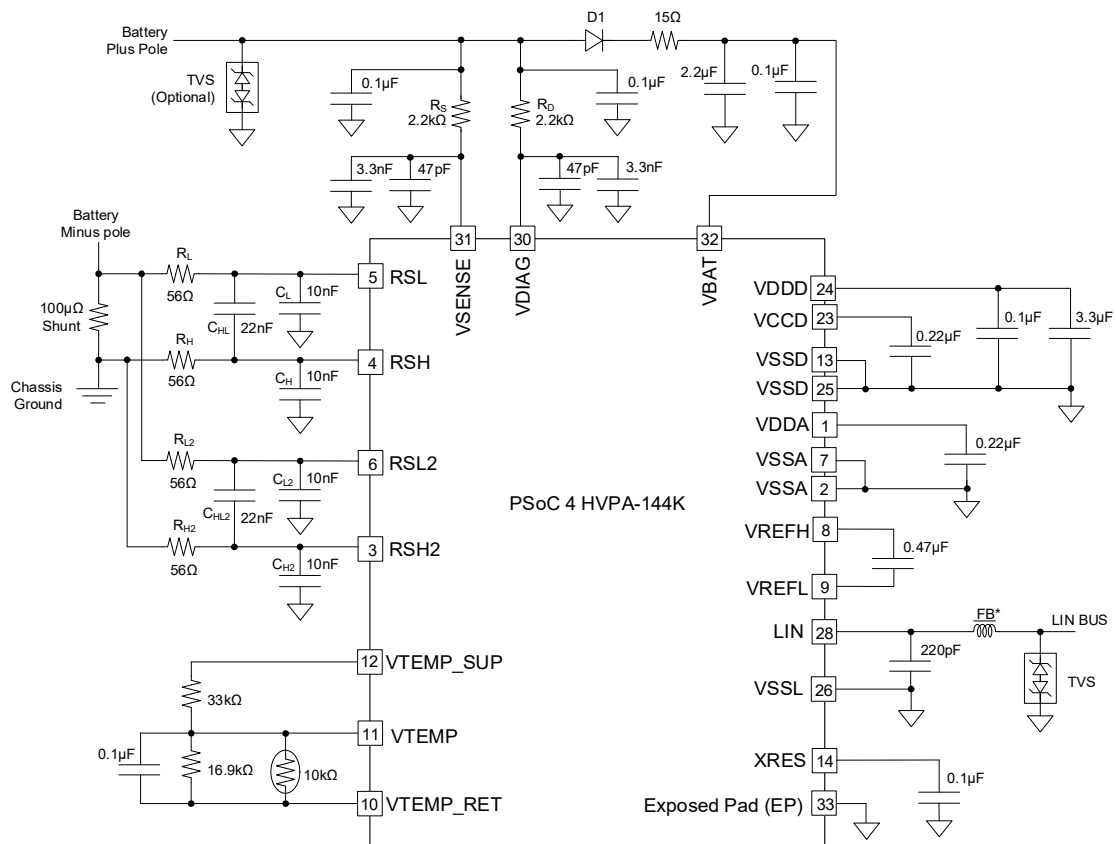 Battery
Plus Pole
D1
15Ω
TVS
(Optional)
0.1µF
RS
2.2kΩ
RD
2.2kΩ
0.1µF
2.2µF
0.1µF
3.3nF
47pF
47pF
3.3nF
Battery
Minus pole
31
30
32
VSENSE
VDIAG
VBAT
RL
56Ω
CL
10nF
5
RSL
100µΩ
Shunt
CHL
22nF
RH
56Ω
CH
10nF
4
RSH
Chassis
Ground
RL2
56Ω
CL2
10nF
6
RSL2
CHL2
22nF
RH2
56Ω
CH2
10nF
3
RSH2
12
VTEMP_SUP
33kΩ
11
VTEMP
0.1µF
16.9kΩ
10kΩ
10
VTEMP_RET
PSoC 4 HVPA-144K
VDDD
24
VCCD
23
0.22µF
0.1µF
3.3µF
VSSD
13
VSSD
25
VDDA
1
0.22µF
VSSA
7
VSSA
2
VREFH
8
0.47µF
VREFL
9
LIN
28
FB*
LIN BUS
220pF
TVS
VSSL
26
XRES
14
0.1µF
Exposed Pad (EP)
33